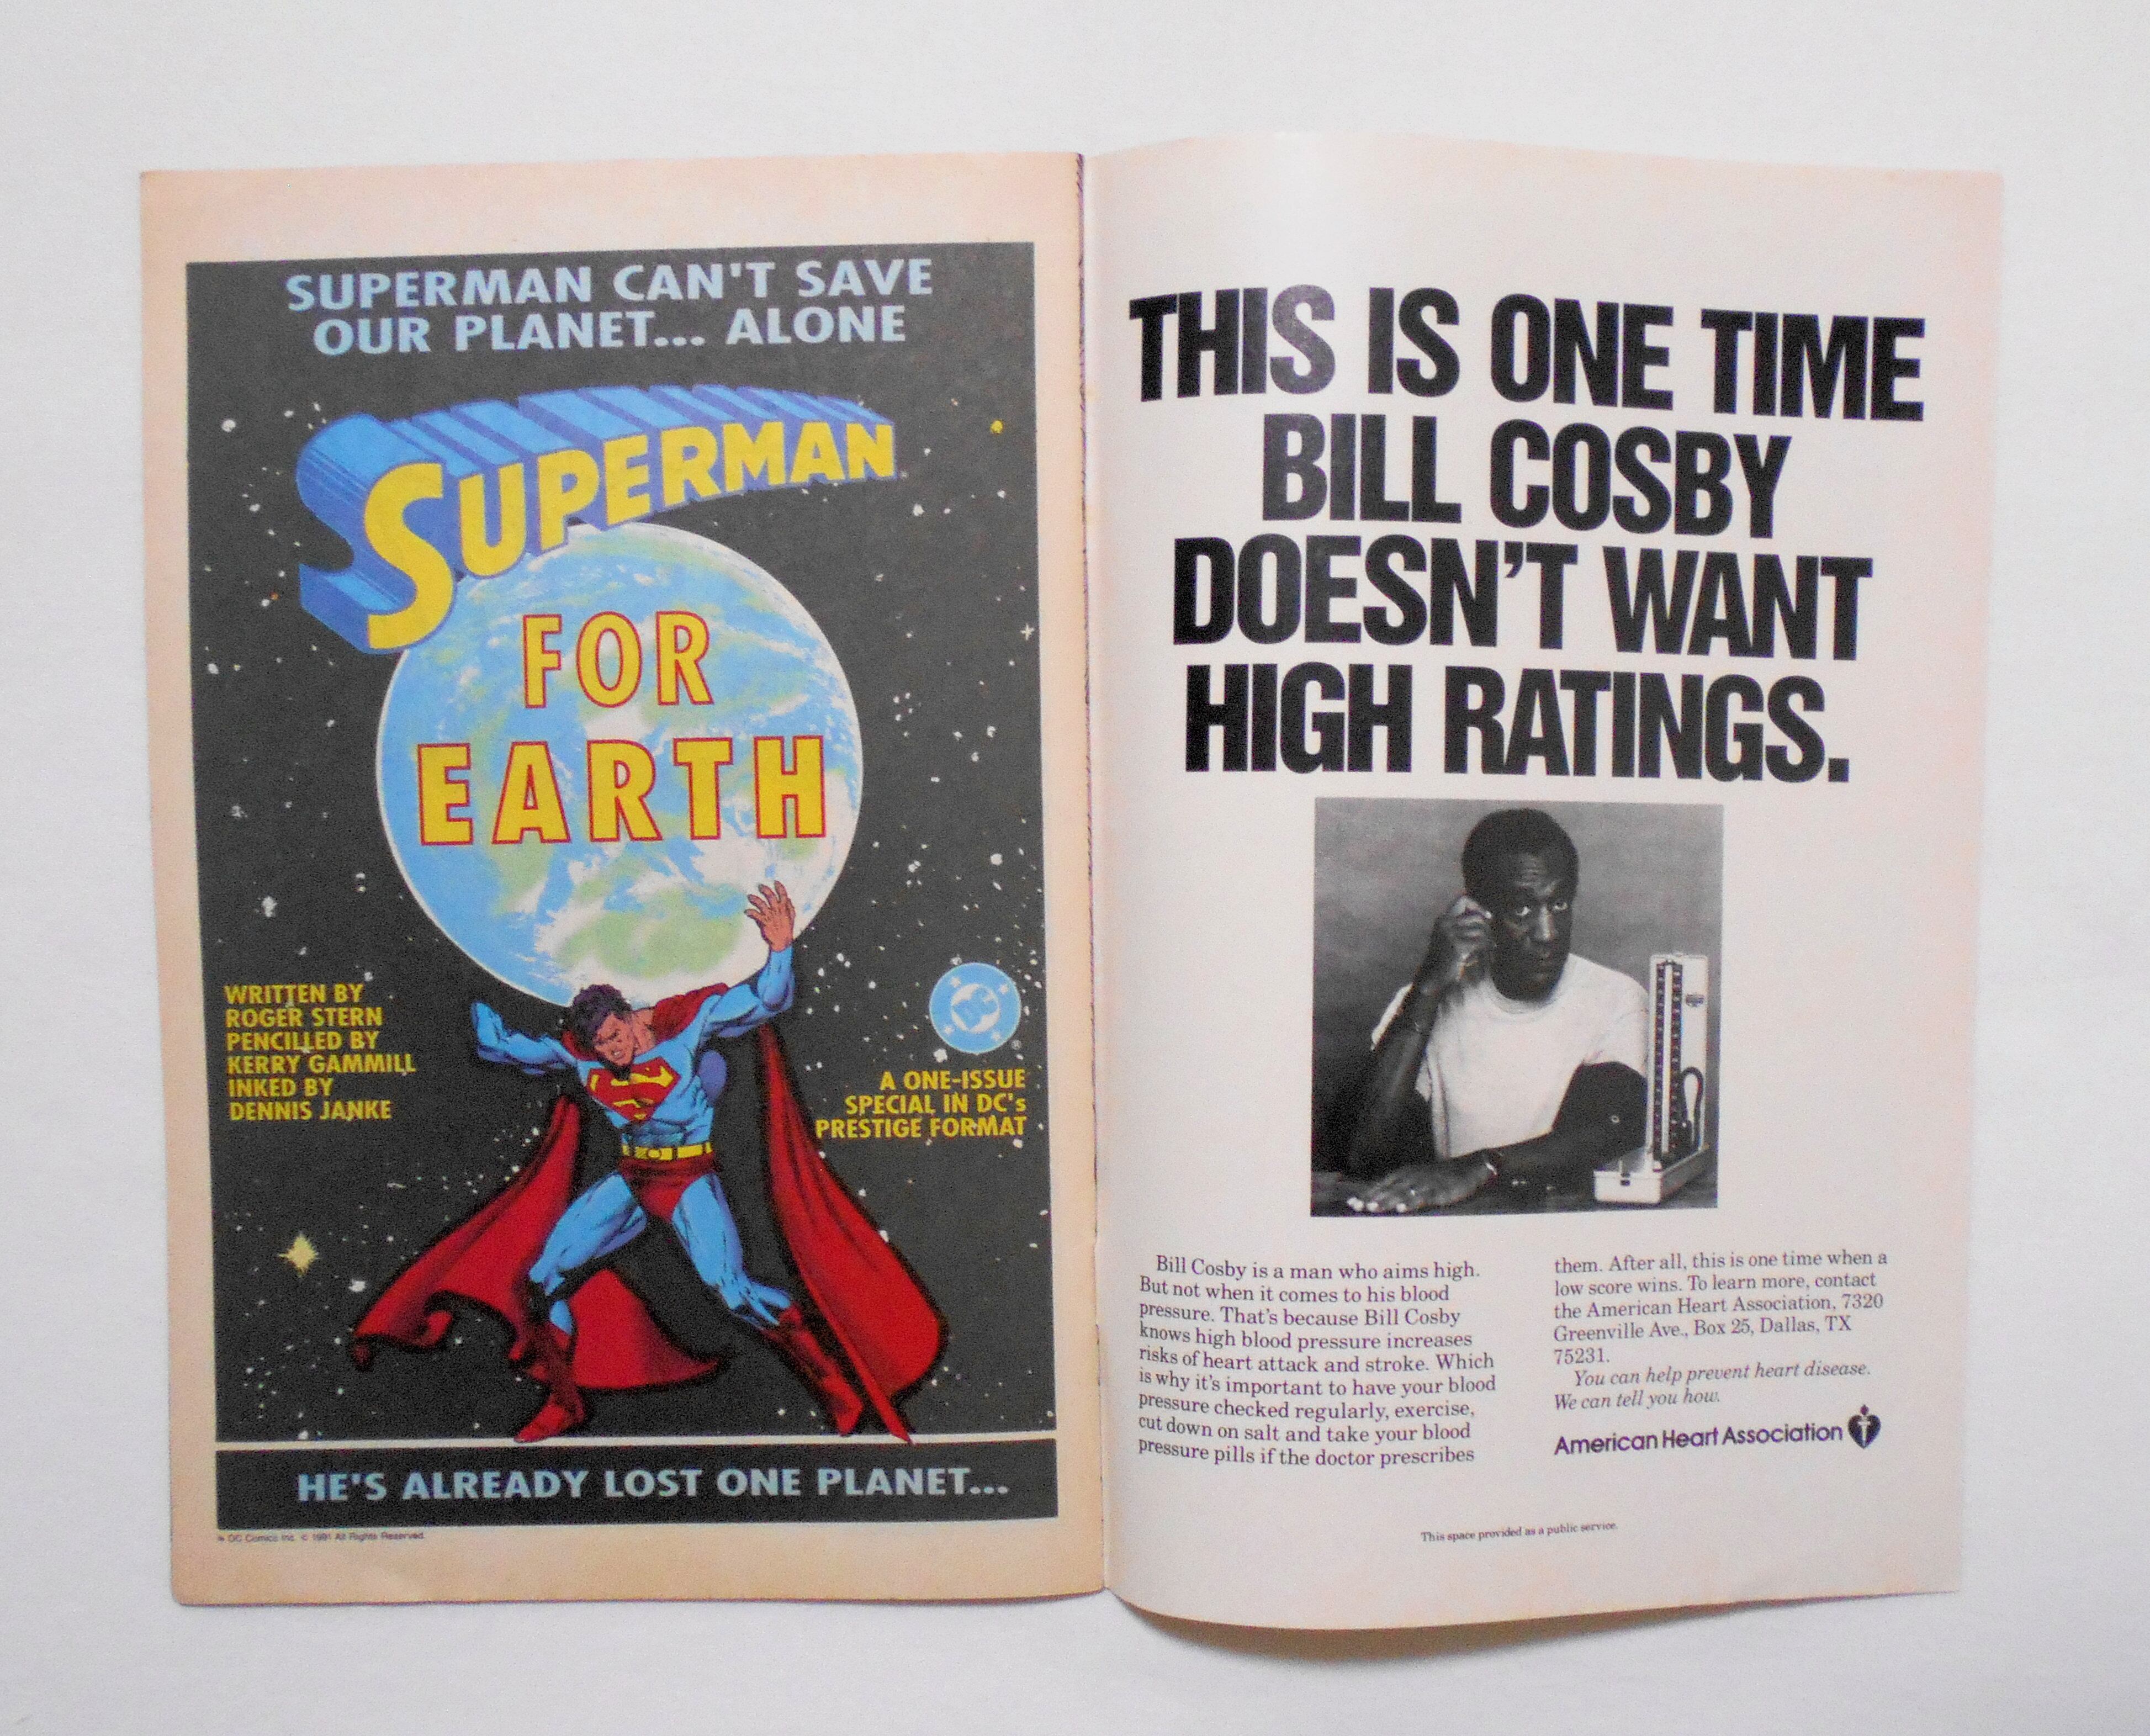 SUPERMAN CAN'T SAVE
OUR PLANET... ALONE
SUPERMAN
FOR
EARTH
WRITTEN BY
ROGER STERN
PENCILLED BY
KERRY GAMMILL
INKED BY
DENNIS JANKE
DC
®
A ONE-ISSUE
SPECIAL IN DC's
PRESTIGE FORMAT
HE'S ALREADY LOST ONE PLANET...
DC Comics Inc. © 1991 All Rights Reserved.
THIS IS ONE TIME
BILL COSBY
DOESN'T WANT
HIGH RATINGS.
Bill Cosby is a man who aims high.
But not when it comes to his blood
pressure. That's because Bill Cosby
knows high blood pressure increases
risks of heart attack and stroke. Which
is why it's important to have your blood
pressure checked regularly, exercise,
cut down on salt and take your blood
pressure pills if the doctor prescribes
them. After all, this is one time when a
low score wins. To learn more, contact
the American Heart Association, 7320
Greenville Ave., Box 25, Dallas, TX
75231.
You can help prevent heart disease.
We can tell you how.
American Heart Association
This space provided as a public service.